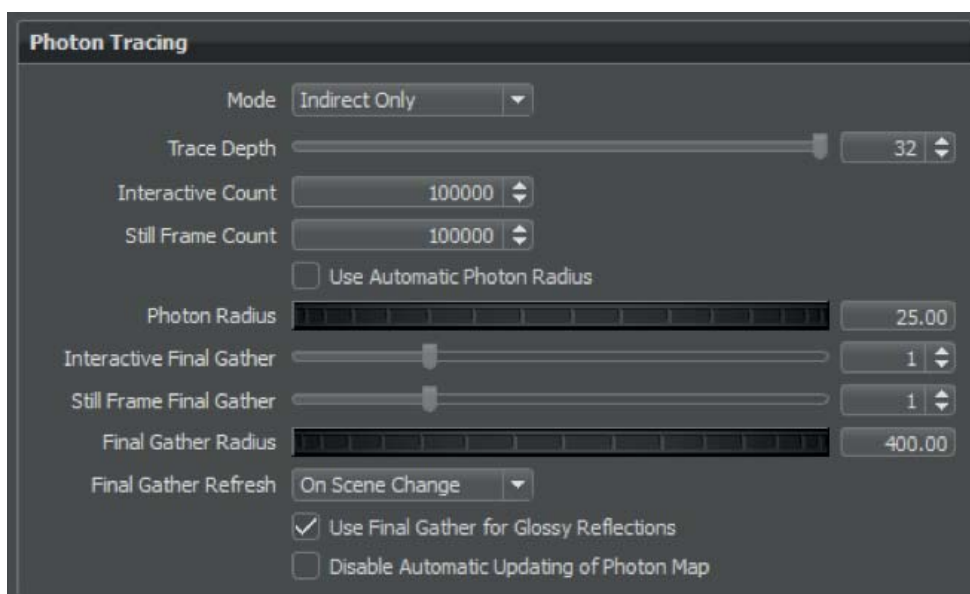 Photon Tracing
Mode Indirect Only
Trace Depth 32
Interactive Count 100000
Still Frame Count 100000
Use Automatic Photon Radius
Photon Radius 25.00
Interactive Final Gather 1
Still Frame Final Gather 1
Final Gather Radius 400.00
Final Gather Refresh On Scene Change
Use Final Gather for Glossy Reflections
Disable Automatic Updating of Photon Map